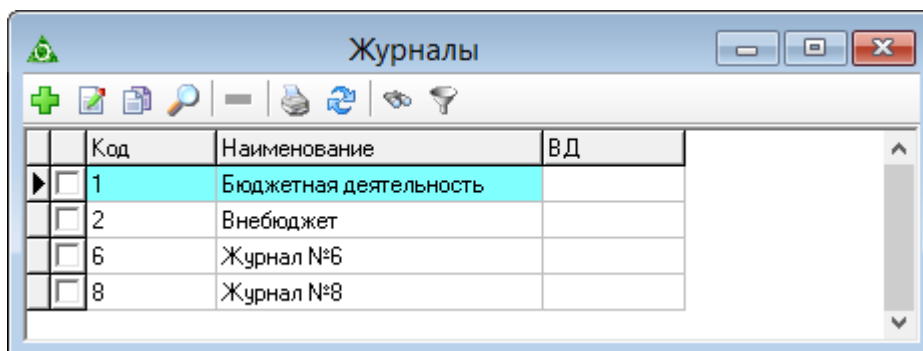 Журналы
Код Наименование ВД
1 Бюджетная деятельность
2 Внебюджет
6 Журнал №6
8 Журнал №8